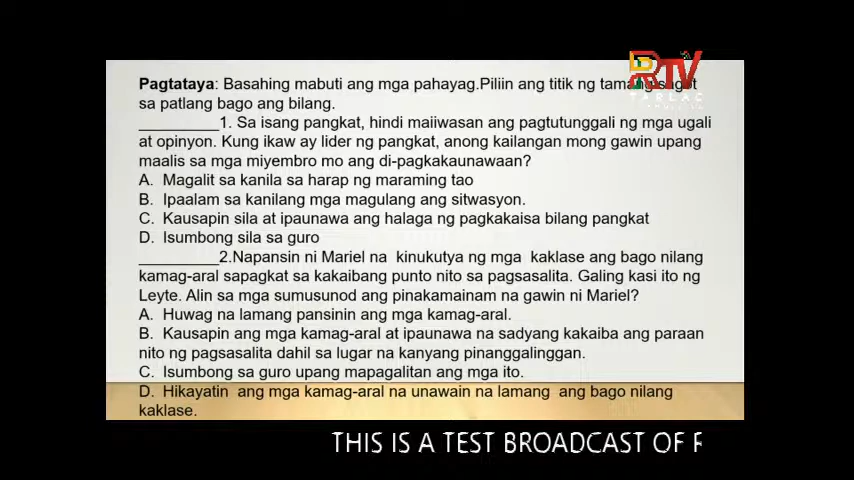 RTV
TARLAC
Pagtataya: Basahing mabuti ang mga pahayag.Piliin ang titik ng tamang sagot
sa patlang bago ang bilang.
_________1. Sa isang pangkat, hindi maiiwasan ang pagtutunggali ng mga ugali
at opinyon. Kung ikaw ay lider ng pangkat, anong kailangan mong gawin upang
maalis sa mga miyembro mo ang di-pagkakaunawaan?
A. Magalit sa kanila sa harap ng maraming tao
B. Ipaalam sa kanilang mga magulang ang sitwasyon.
C. Kausapin sila at ipaunawa ang halaga ng pagkakaisa bilang pangkat
D. Isumbong sila sa guro
_________2.Napansin ni Mariel na kinukutya ng mga kaklase ang bago nilang
kamag-aral sapagkat sa kakaibang punto nito sa pagsasalita. Galing kasi ito ng
Leyte. Alin sa mga sumusunod ang pinakamainam na gawin ni Mariel?
A. Huwag na lamang pansinin ang mga kamag-aral.
B. Kausapin ang mga kamag-aral at ipaunawa na sadyang kakaiba ang paraan
nito ng pagsasalita dahil sa lugar na kanyang pinanggalinggan.
C. Isumbong sa guro upang mapagalitan ang mga ito.
D. Hikayatin ang mga kamag-aral na unawain na lamang ang bago nilang
kaklase.
THIS IS A TEST BROADCAST OF